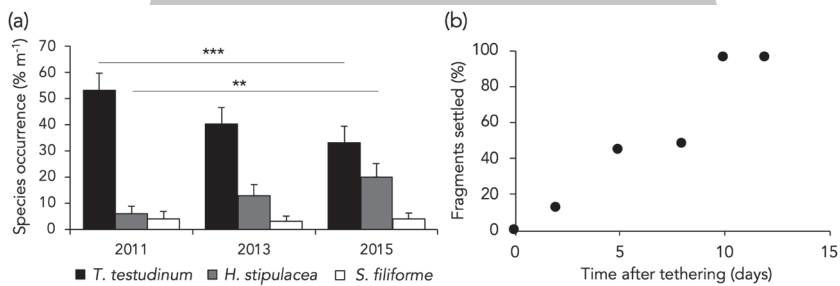 (a)
Species occurrence (% m⁻¹)
70
60
50
40
30
20
10
0
***
**
2011 2013 2015
T. testudinum H. stipulacea S. filiforme
(b)
Fragments settled (%)
100
80
60
40
20
0
0 5 10 15
Time after tethering (days)